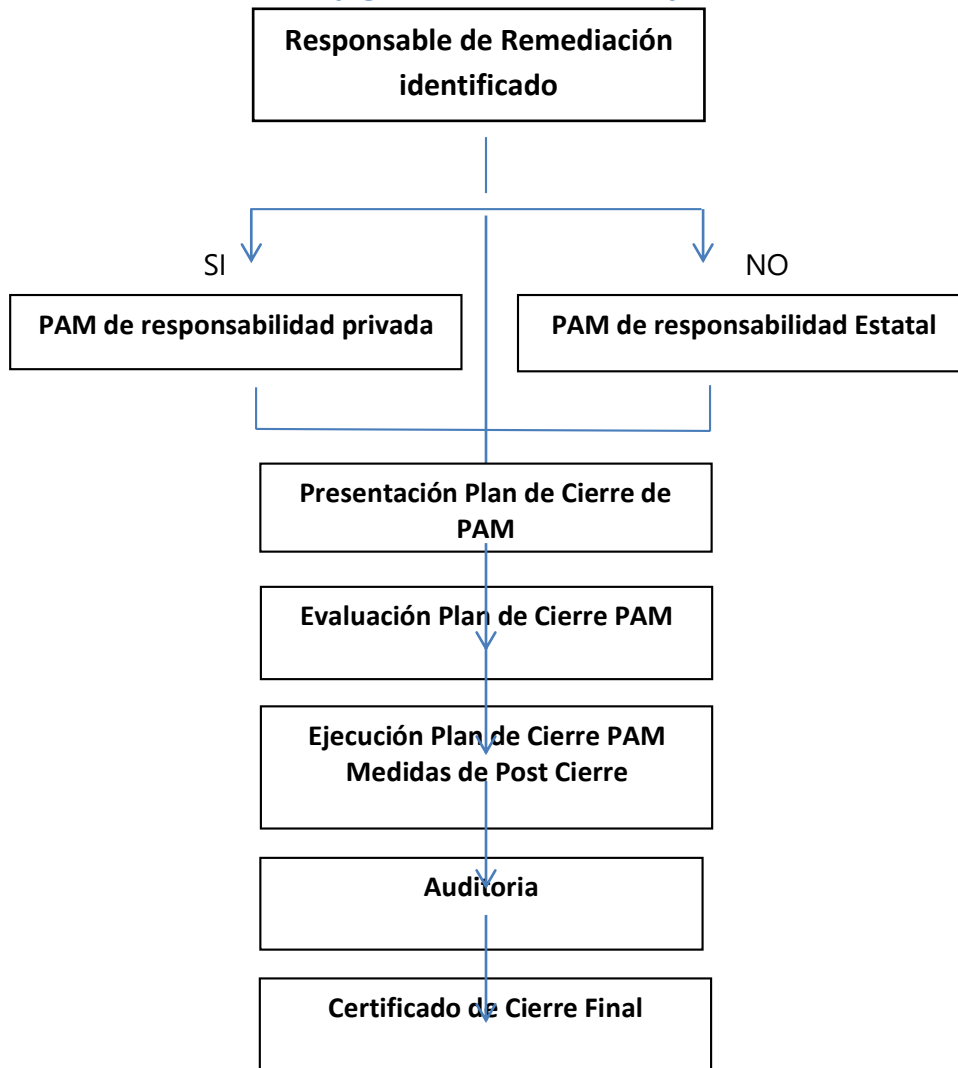 Responsable de Remediación
identificado
SI
NO
PAM de responsabilidad privada
PAM de responsabilidad Estatal
Presentación Plan de Cierre de
PAM
Evaluación Plan de Cierre PAM
Ejecución Plan de Cierre PAM
Medidas de Post Cierre
Auditoria
Certificado de Cierre Final